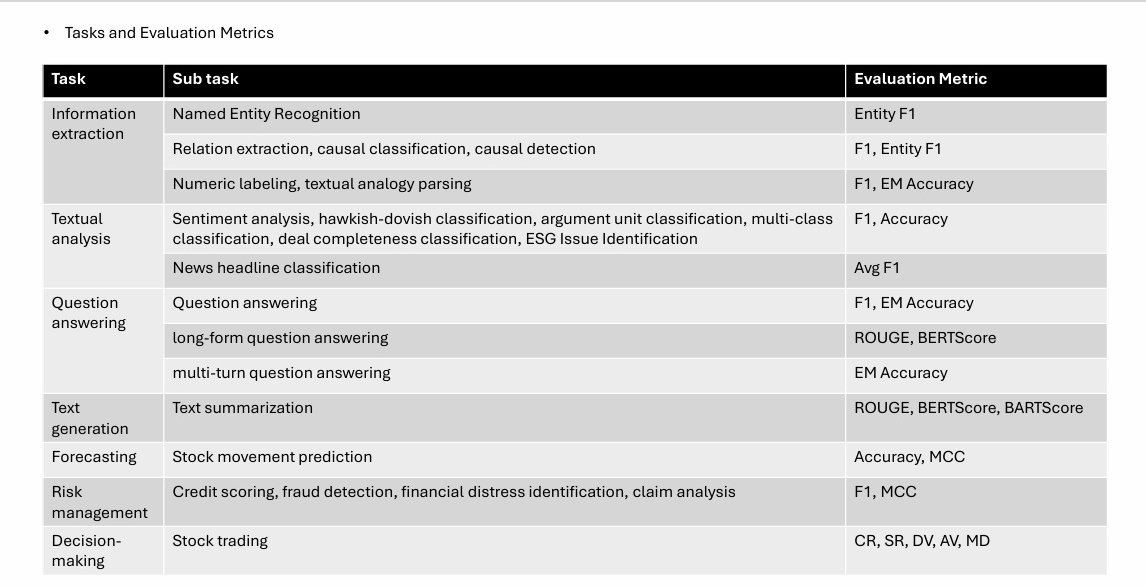 • Tasks and Evaluation Metrics
Task Sub task Evaluation Metric
Information extraction Named Entity Recognition Entity F1
Relation extraction, causal classification, causal detection F1, Entity F1
Numeric labeling, textual analogy parsing F1, EM Accuracy
Textual analysis Sentiment analysis, hawkish-dovish classification, argument unit classification, multi-class classification, deal completeness classification, ESG Issue Identification F1, Accuracy
News headline classification Avg F1
Question answering Question answering F1, EM Accuracy
long-form question answering ROUGE, BERTScore
multi-turn question answering EM Accuracy
Text generation Text summarization ROUGE, BERTScore, BARTScore
Forecasting Stock movement prediction Accuracy, MCC
Risk management Credit scoring, fraud detection, financial distress identification, claim analysis F1, MCC
Decision-making Stock trading CR, SR, DV, AV, MD